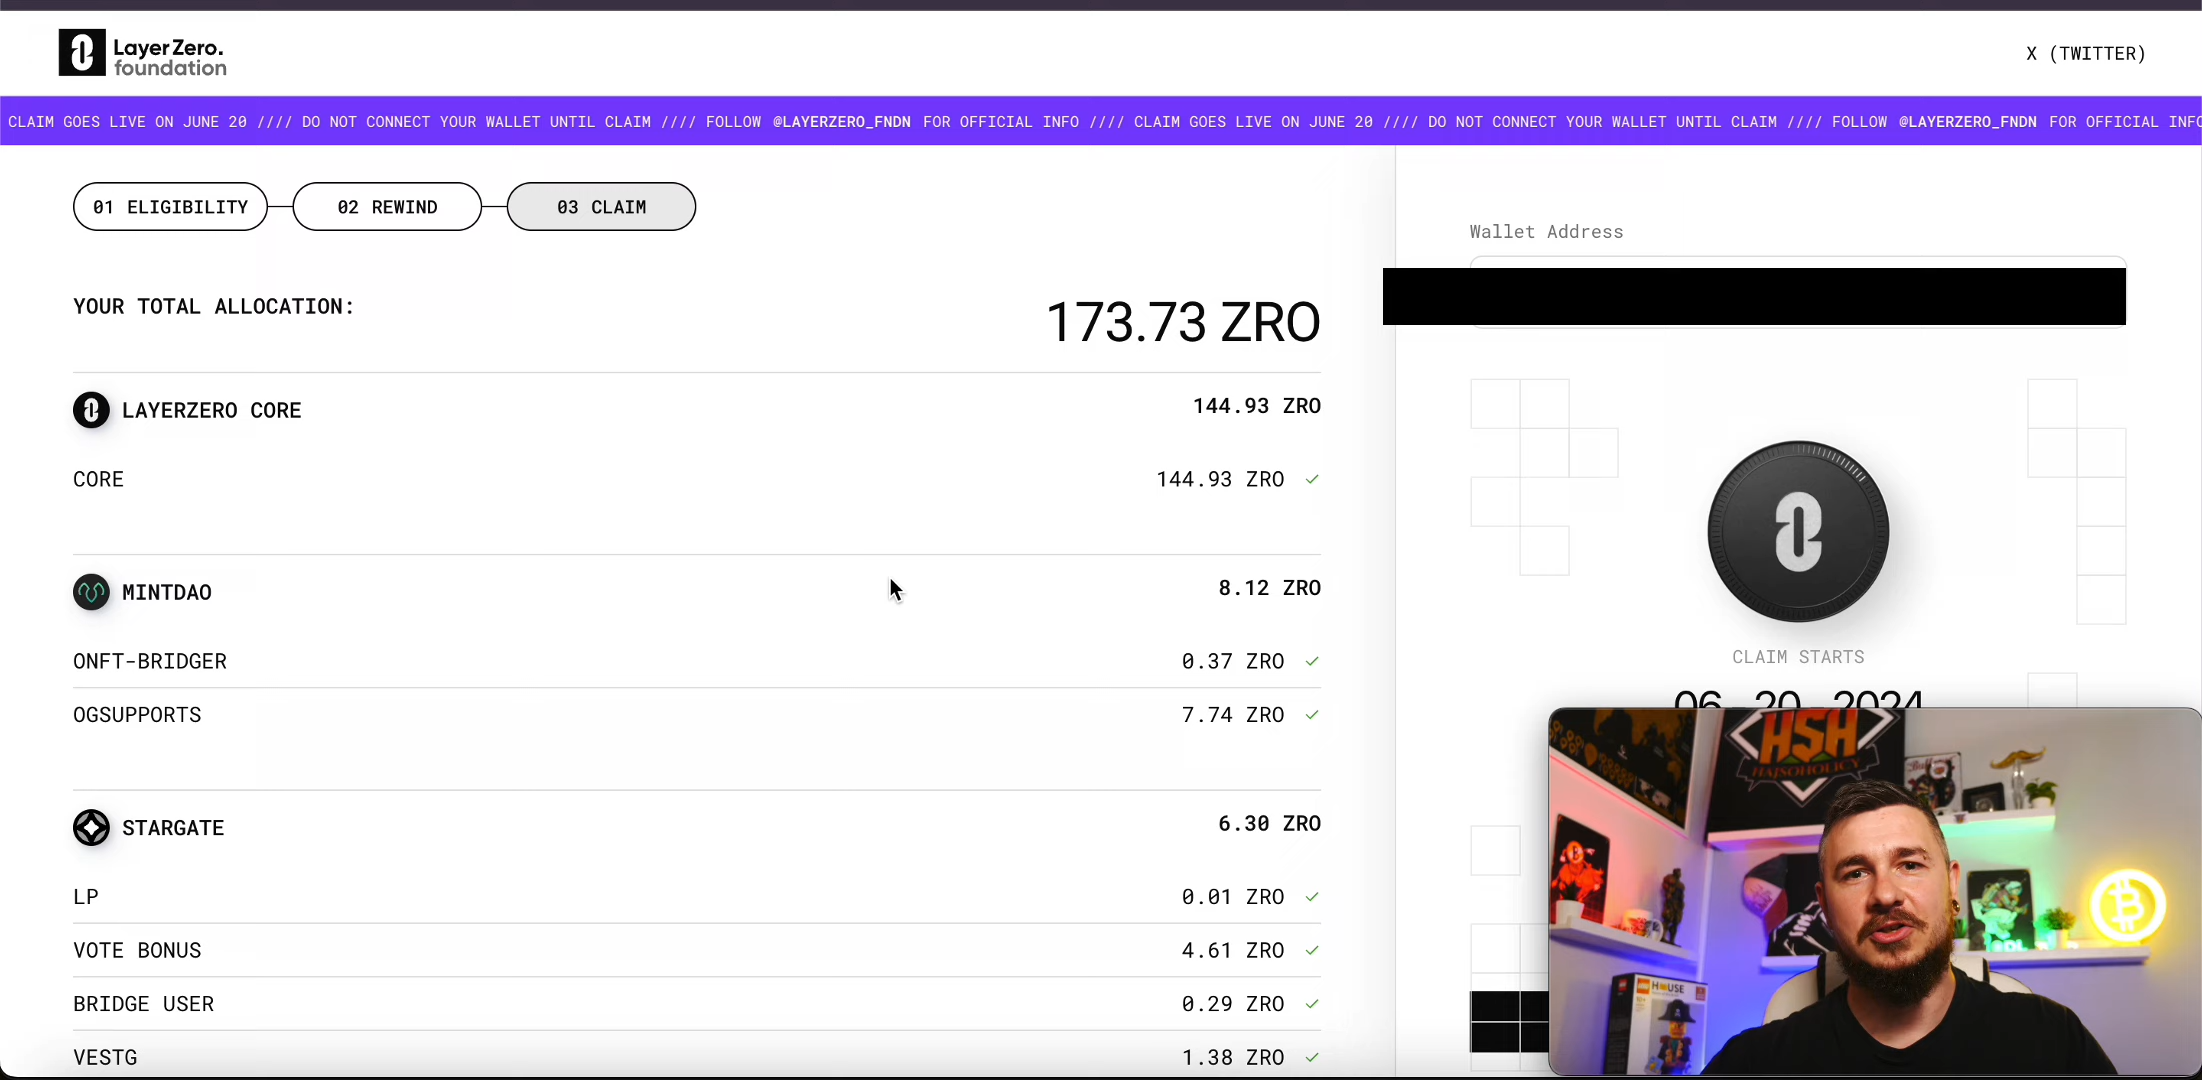 LayerZero.
foundation
X (TWITTER)
CLAIM GOES LIVE ON JUNE 20 //// DO NOT CONNECT YOUR WALLET UNTIL CLAIM //// FOLLOW @LAYERZERO_FNDN FOR OFFICIAL INFO //// CLAIM GOES LIVE ON JUNE 20 //// DO NOT CONNECT YOUR WALLET UNTIL CLAIM //// FOLLOW @LAYERZERO_FNDN FOR OFFICIAL INFO
01 ELIGIBILITY
02 REWIND
03 CLAIM
YOUR TOTAL ALLOCATION:
173.73 ZRO
LAYERZERO CORE
144.93 ZRO
CORE
144.93 ZRO
MINTDAO
8.12 ZRO
ONFT-BRIDGER
0.37 ZRO
OGSUPPORTS
7.74 ZRO
STARGATE
6.30 ZRO
LP
0.01 ZRO
VOTE BONUS
4.61 ZRO
BRIDGE USER
0.29 ZRO
VESTG
1.38 ZRO
Wallet Address
CLAIM STARTS
06-20-2024
HSH
HAJSOHOLICY
HOUSE